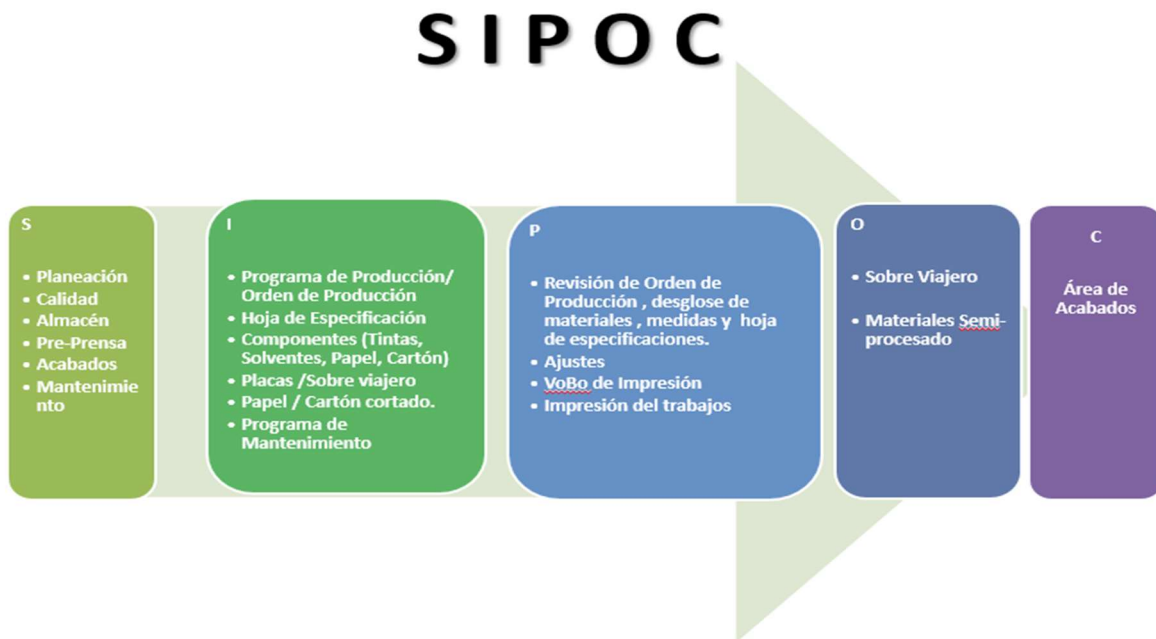 S I P O C
S
• Planeación
• Calidad
• Almacén
• Pre-Prensa
• Acabados
• Mantenimie
nto
I
• Programa de Producción/
Orden de Producción
• Hoja de Especificación
• Componentes (Tintas,
Solventes, Papel, Cartón)
• Placas /Sobre viajero
• Papel / Cartón cortado.
• Programa de
Mantenimiento
P
• Revisión de Orden de
Producción , desglose de
materiales , medidas y hoja
de especificaciones.
• Ajustes
• VoBo de Impresión
• Impresión del trabajos
O
• Sobre Viajero
• Materiales Semi-
procesado
C
Área de
Acabados